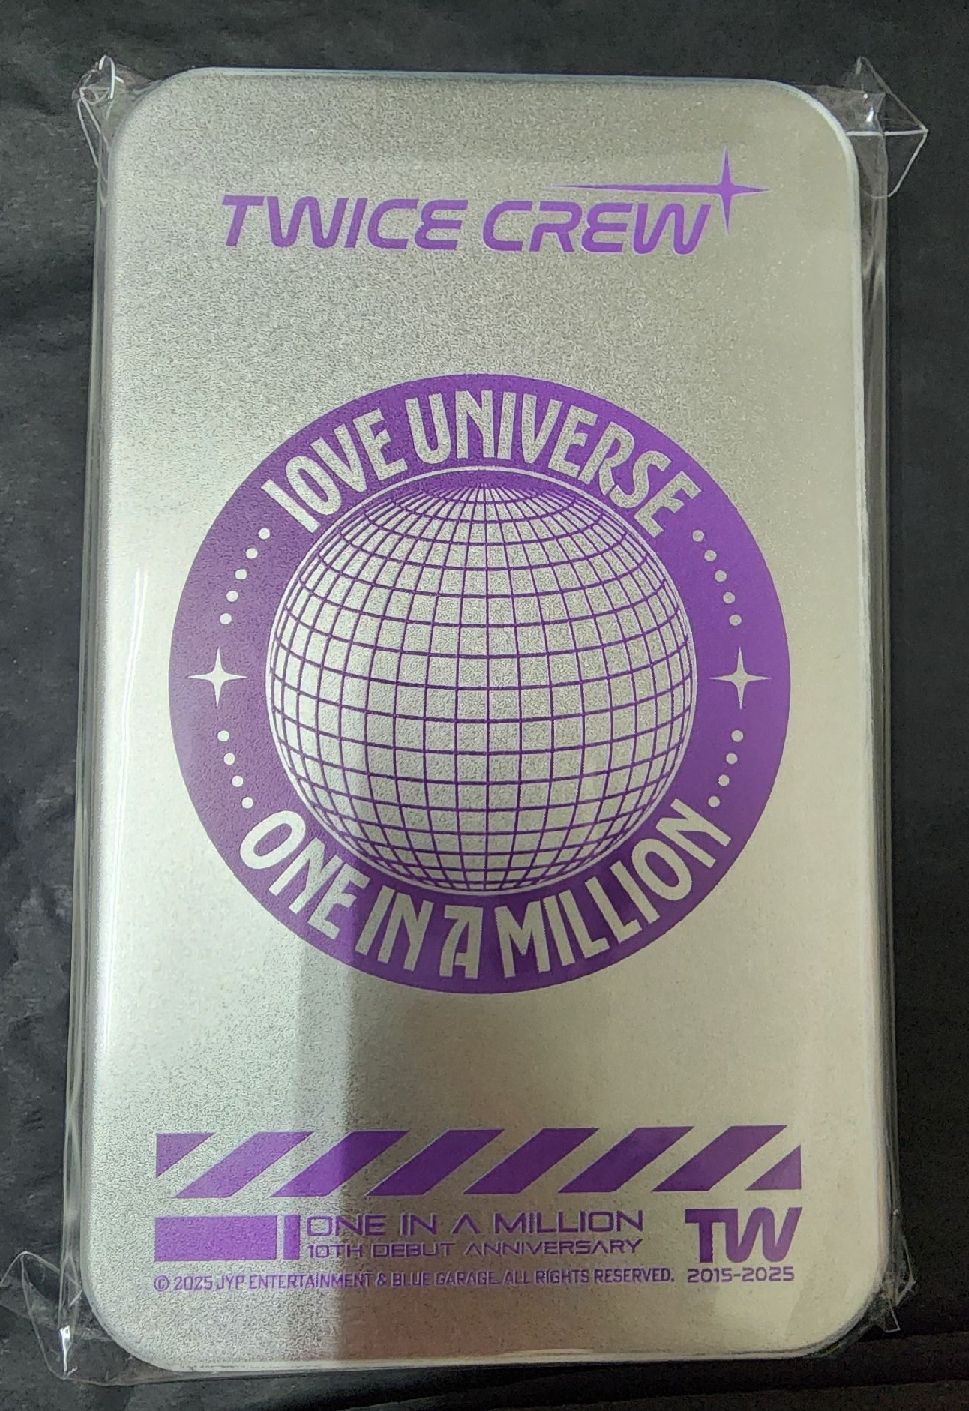 TWICE CREW
10VE UNIVERSE
ONE IN A MILLION
ONE IN A MILLION
10TH DEBUT ANNIVERSARY
TW
© 2025 JYP ENTERTAINMENT & BLUE GARAGE. ALL RIGHTS RESERVED.
2015-2025